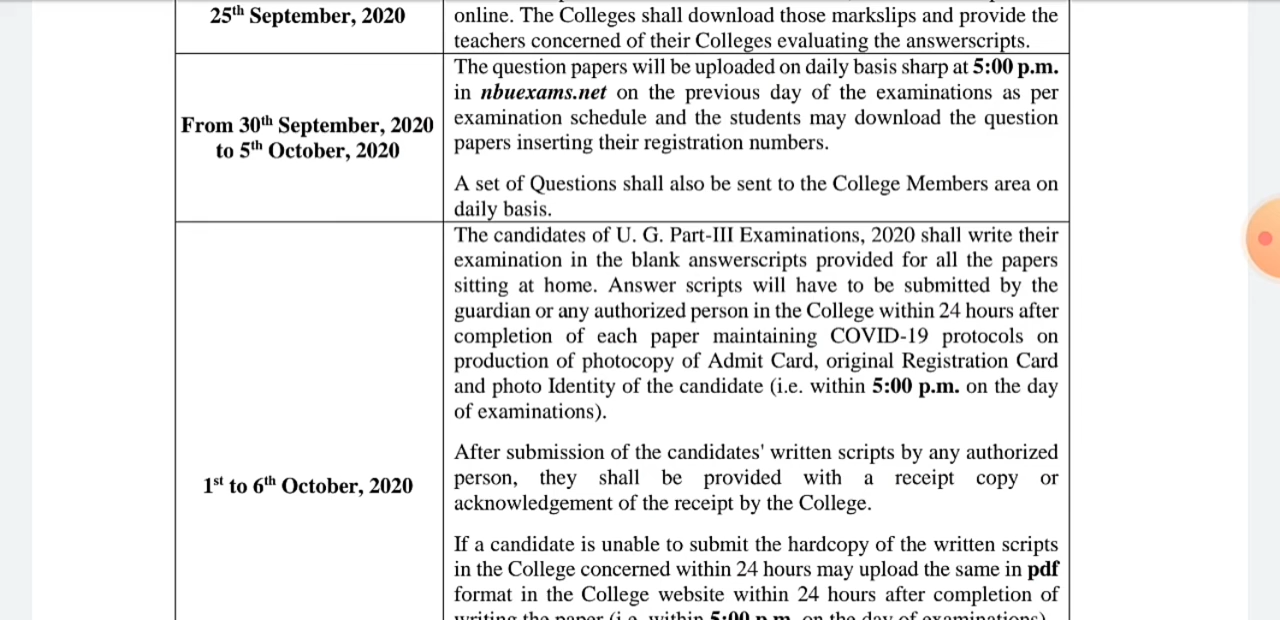 25th September, 2020
online. The Colleges shall download those markslips and provide the
teachers concerned of their Colleges evaluating the answerscripts.
From 30th September, 2020
to 5th October, 2020
The question papers will be uploaded on daily basis sharp at 5:00 p.m.
in nbuexams.net on the previous day of the examinations as per
examination schedule and the students may download the question
papers inserting their registration numbers.
A set of Questions shall also be sent to the College Members area on
daily basis.
1st to 6th October, 2020
The candidates of U. G. Part-III Examinations, 2020 shall write their
examination in the blank answerscripts provided for all the papers
sitting at home. Answer scripts will have to be submitted by the
guardian or any authorized person in the College within 24 hours after
completion of each paper maintaining COVID-19 protocols on
production of photocopy of Admit Card, original Registration Card
and photo Identity of the candidate (i.e. within 5:00 p.m. on the day
of examinations).
After submission of the candidates' written scripts by any authorized
person, they shall be provided with a receipt copy or
acknowledgement of the receipt by the College.
If a candidate is unable to submit the hardcopy of the written scripts
in the College concerned within 24 hours may upload the same in pdf
format in the College website within 24 hours after completion of
writing the paper (i.e. within 5:00 p.m. on the day of examinations)